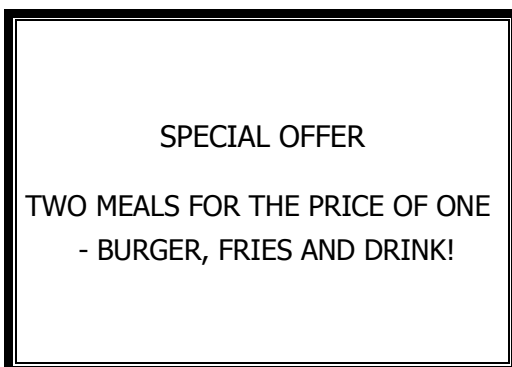 SPECIAL OFFER
TWO MEALS FOR THE PRICE OF ONE
- BURGER, FRIES AND DRINK!